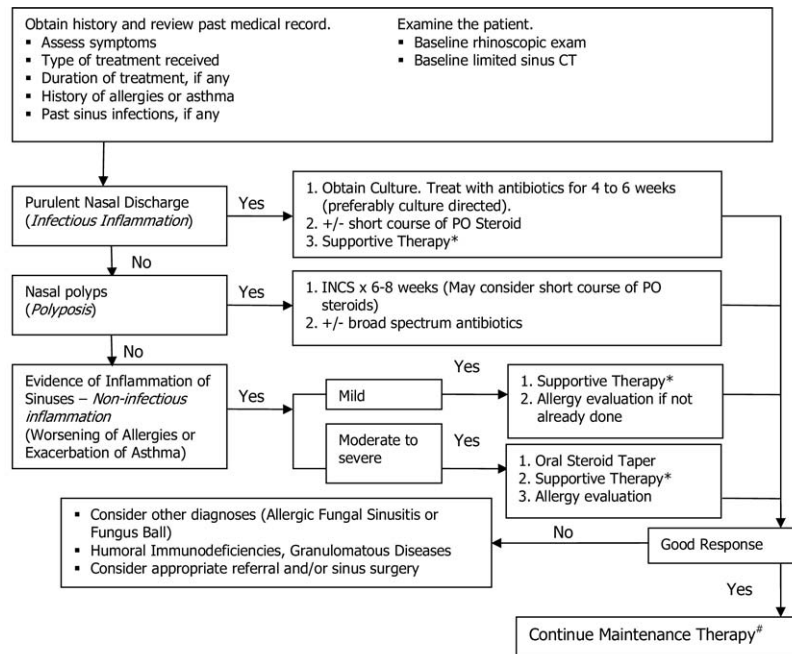 Obtain history and review past medical record.
▪ Assess symptoms
▪ Type of treatment received
▪ Duration of treatment, if any
▪ History of allergies or asthma
▪ Past sinus infections, if any
Examine the patient.
▪ Baseline rhinoscopic exam
▪ Baseline limited sinus CT
Purulent Nasal Discharge
(Infectious Inflammation)
Yes
1. Obtain Culture. Treat with antibiotics for 4 to 6 weeks
(preferably culture directed).
2. +/- short course of PO Steroid
3. Supportive Therapy*
No
Nasal polyps
(Polyposis)
Yes
1. INCS x 6-8 weeks (May consider short course of PO
steroids)
2. +/- broad spectrum antibiotics
No
Evidence of Inflammation of
Sinuses – Non-infectious
inflammation
(Worsening of Allergies or
Exacerbation of Asthma)
Yes
Mild
Yes
1. Supportive Therapy*
2. Allergy evaluation if not
already done
Moderate to
severe
Yes
1. Oral Steroid Taper
2. Supportive Therapy*
3. Allergy evaluation
Good Response
No
▪ Consider other diagnoses (Allergic Fungal Sinusitis or
Fungus Ball)
▪ Humoral Immunodeficiencies, Granulomatous Diseases
▪ Consider appropriate referral and/or sinus surgery
Yes
Continue Maintenance Therapy#